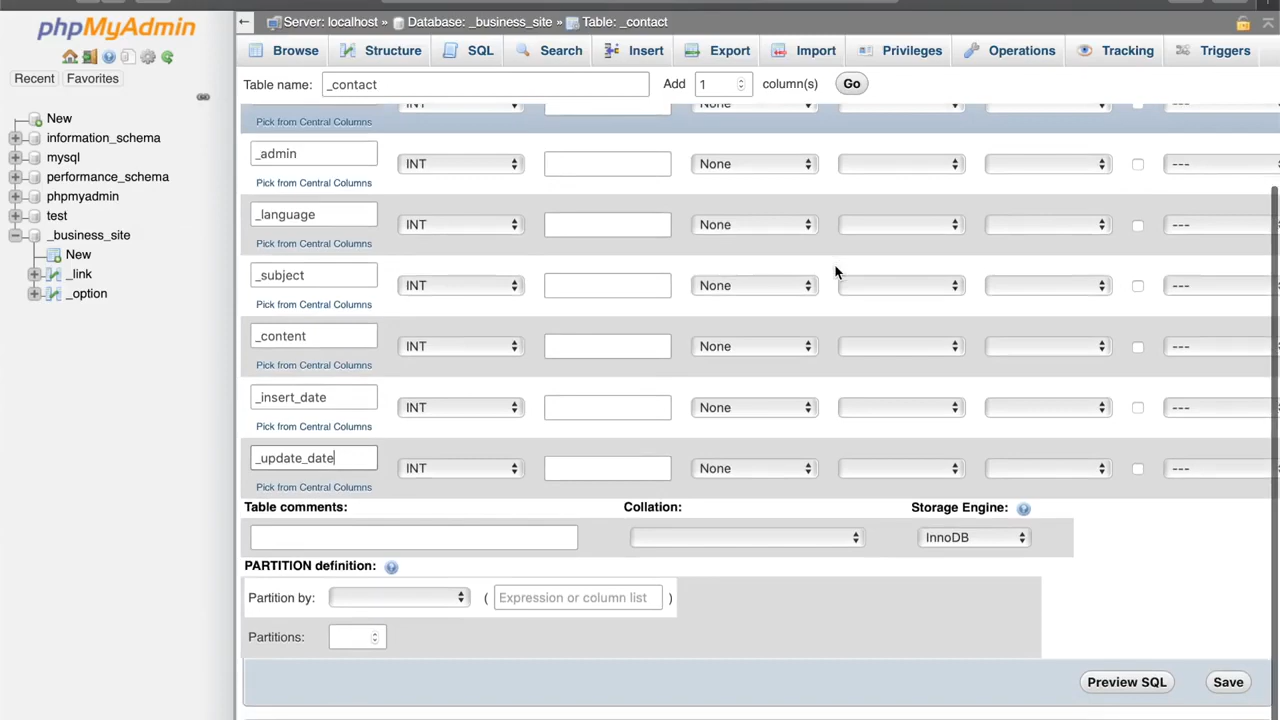 phpMyAdmin
Recent Favorites
New
information_schema
mysql
performance_schema
phpmyadmin
test
_business_site
New
_link
_option
Server: localhost » Database: _business_site » Table: _contact
Browse Structure SQL Search Insert Export Import Privileges Operations Tracking Triggers
Table name: _contact Add 1 column(s) Go
INT None ---
Pick from Central Columns
_admin INT None ---
Pick from Central Columns
_language INT None ---
Pick from Central Columns
_subject INT None ---
Pick from Central Columns
_content INT None ---
Pick from Central Columns
_insert_date INT None ---
Pick from Central Columns
_update_date INT None ---
Pick from Central Columns
Table comments: Collation: Storage Engine:
InnoDB
PARTITION definition:
Partition by: ( Expression or column list )
Partitions:
Preview SQL Save